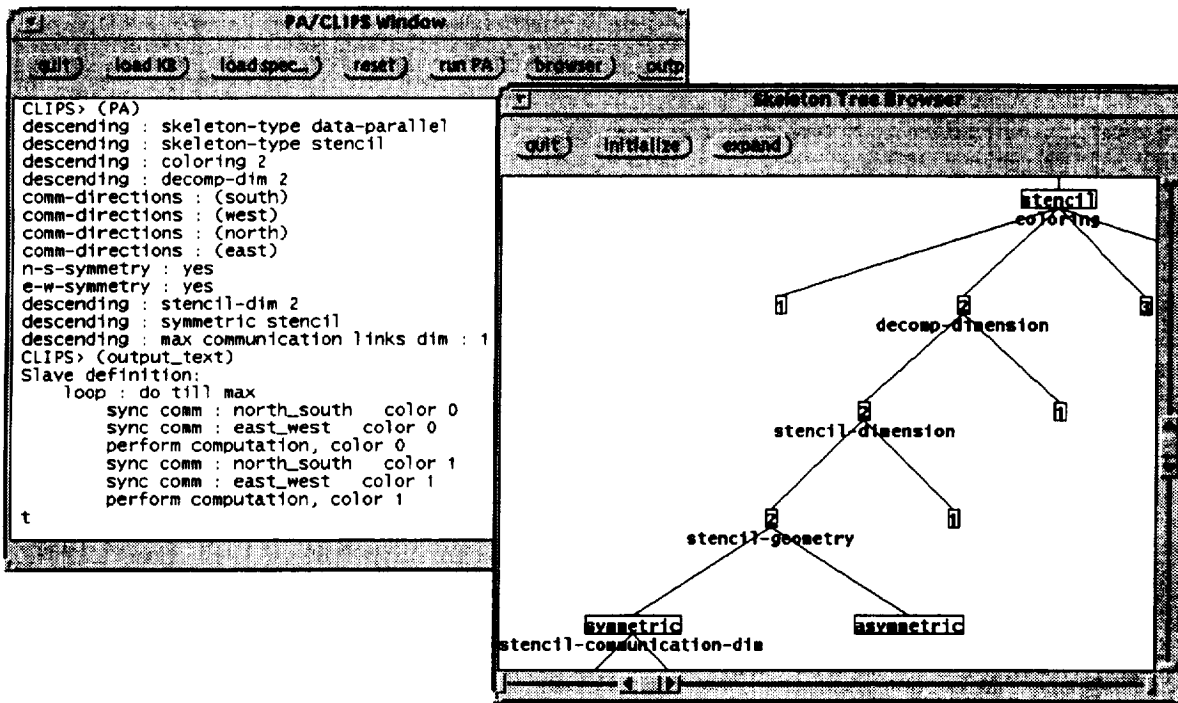 PA/CLIPS Window
quit load KB load spec... reset run PA browser outp
CLIPS> (PA)
descending : skeleton-type data-parallel
descending : skeleton-type stencil
descending : coloring 2
descending : decomp-dim 2
comm-directions : (south)
comm-directions : (west)
comm-directions : (north)
comm-directions : (east)
n-s-symmetry : yes
e-w-symmetry : yes
descending : stencil-dim 2
descending : symmetric stencil
descending : max communication links dim : 1
CLIPS> (output_text)
Slave definition:
loop : do till max
sync comm : north_south color 0
sync comm : east_west color 0
perform computation, color 0
sync comm : north_south color 1
sync comm : east_west color 1
perform computation, color 1
t
Skeleton Tree Browser
quit initialize expand
stencil
coloring
1 2 3
decomp-dimension
2 1
stencil-dimension
2 1
stencil-geometry
symmetric asymmetric
stencil-communication-dim